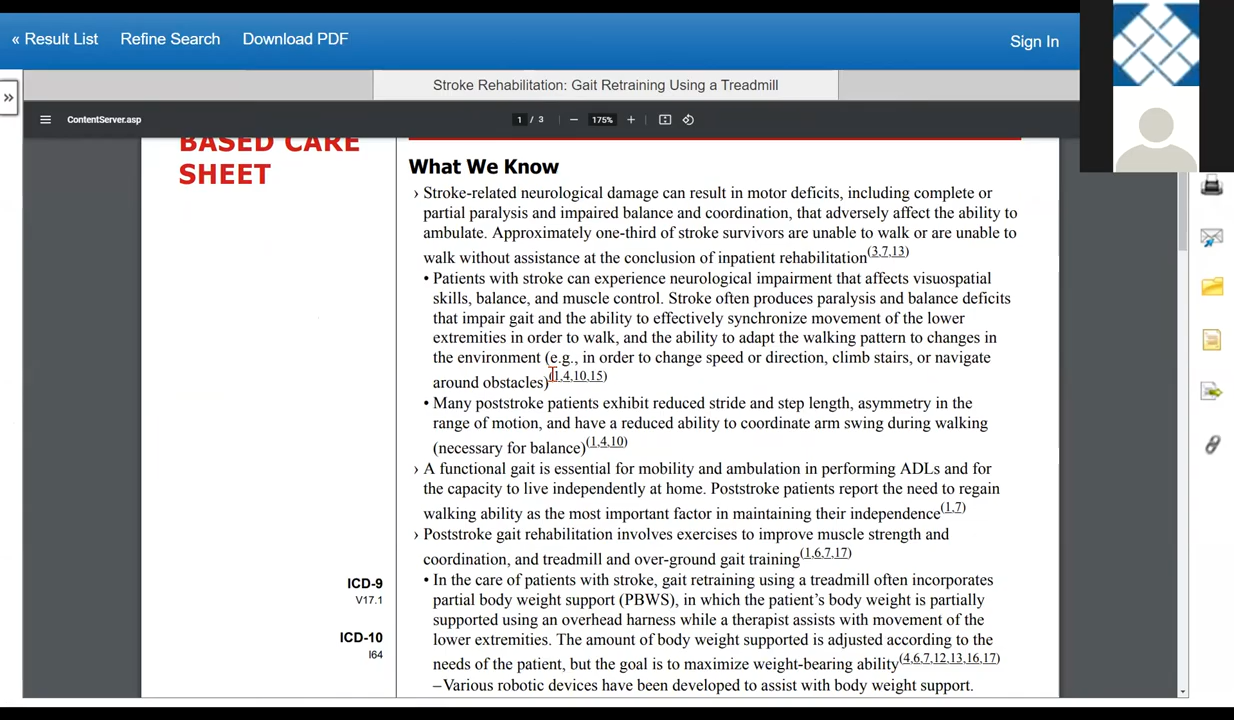 « Result List
Refine Search
Download PDF
Sign In
»
Stroke Rehabilitation: Gait Retraining Using a Treadmill
ContentServer.asp
1 / 3
175%
BASED CARE
SHEET
What We Know
› Stroke-related neurological damage can result in motor deficits, including complete or
partial paralysis and impaired balance and coordination, that adversely affect the ability to
ambulate. Approximately one-third of stroke survivors are unable to walk or are unable to
walk without assistance at the conclusion of inpatient rehabilitation(3,7,13)
• Patients with stroke can experience neurological impairment that affects visuospatial
skills, balance, and muscle control. Stroke often produces paralysis and balance deficits
that impair gait and the ability to effectively synchronize movement of the lower
extremities in order to walk, and the ability to adapt the walking pattern to changes in
the environment (e.g., in order to change speed or direction, climb stairs, or navigate
around obstacles)(1,4,10,15)
• Many poststroke patients exhibit reduced stride and step length, asymmetry in the
range of motion, and have a reduced ability to coordinate arm swing during walking
(necessary for balance)(1,4,10)
› A functional gait is essential for mobility and ambulation in performing ADLs and for
the capacity to live independently at home. Poststroke patients report the need to regain
walking ability as the most important factor in maintaining their independence(1,7)
› Poststroke gait rehabilitation involves exercises to improve muscle strength and
coordination, and treadmill and over-ground gait training(1,6,7,17)
• In the care of patients with stroke, gait retraining using a treadmill often incorporates
partial body weight support (PBWS), in which the patient's body weight is partially
supported using an overhead harness while a therapist assists with movement of the
lower extremities. The amount of body weight supported is adjusted according to the
needs of the patient, but the goal is to maximize weight-bearing ability(4,6,7,12,13,16,17)
–Various robotic devices have been developed to assist with body weight support.
ICD-9
V17.1
ICD-10
I64